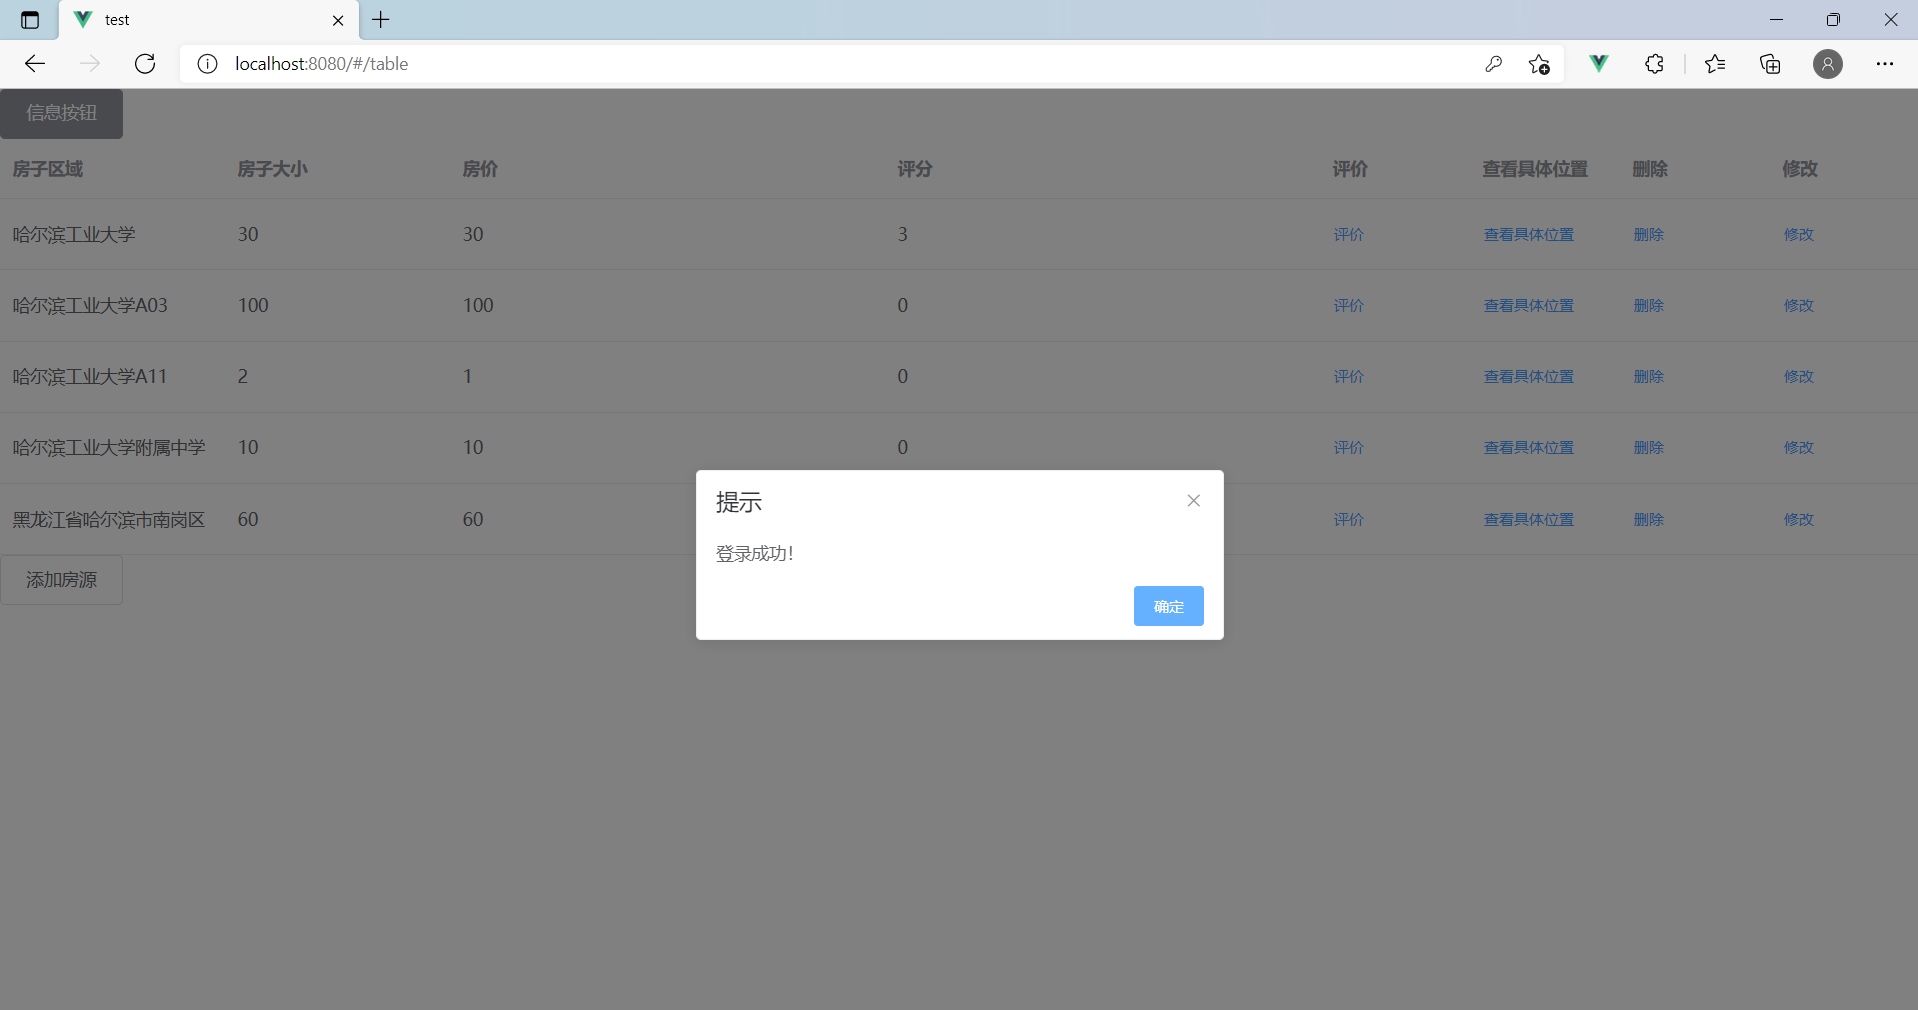 test
localhost:8080/#/table
信息按钮
房子区域 房子大小 房价 评分 评价 查看具体位置 删除 修改
哈尔滨工业大学 30 30 3 评价 查看具体位置 删除 修改
哈尔滨工业大学A03 100 100 0 评价 查看具体位置 删除 修改
哈尔滨工业大学A11 2 1 0 评价 查看具体位置 删除 修改
哈尔滨工业大学附属中学 10 10 0 评价 查看具体位置 删除 修改
黑龙江省哈尔滨市南岗区 60 60 评价 查看具体位置 删除 修改
添加房源
提示
登录成功！
确定